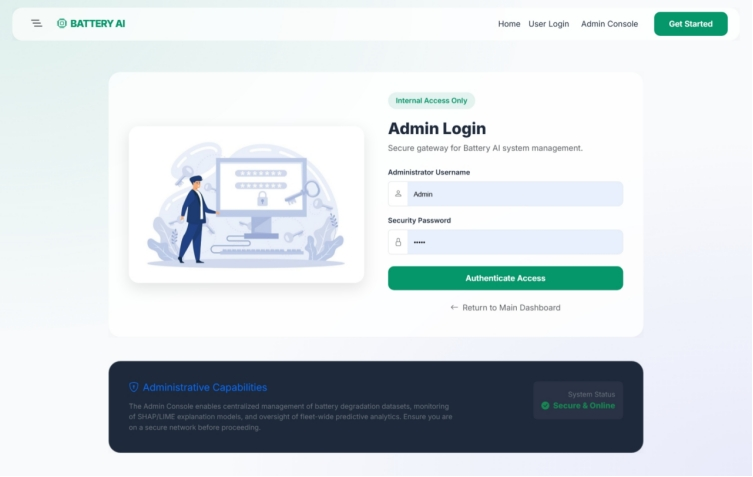 BATTERY AI
Home User Login Admin Console Get Started
Internal Access Only
Admin Login
Secure gateway for Battery AI system management.
Administrator Username
Admin
Security Password
•••••
Authenticate Access
← Return to Main Dashboard
Administrative Capabilities
The Admin Console enables centralized management of battery degradation datasets, monitoring
of SHAP/LIME explanation models, and oversight of fleet-wide predictive analytics. Ensure you are
on a secure network before proceeding.
System Status
Secure & Online